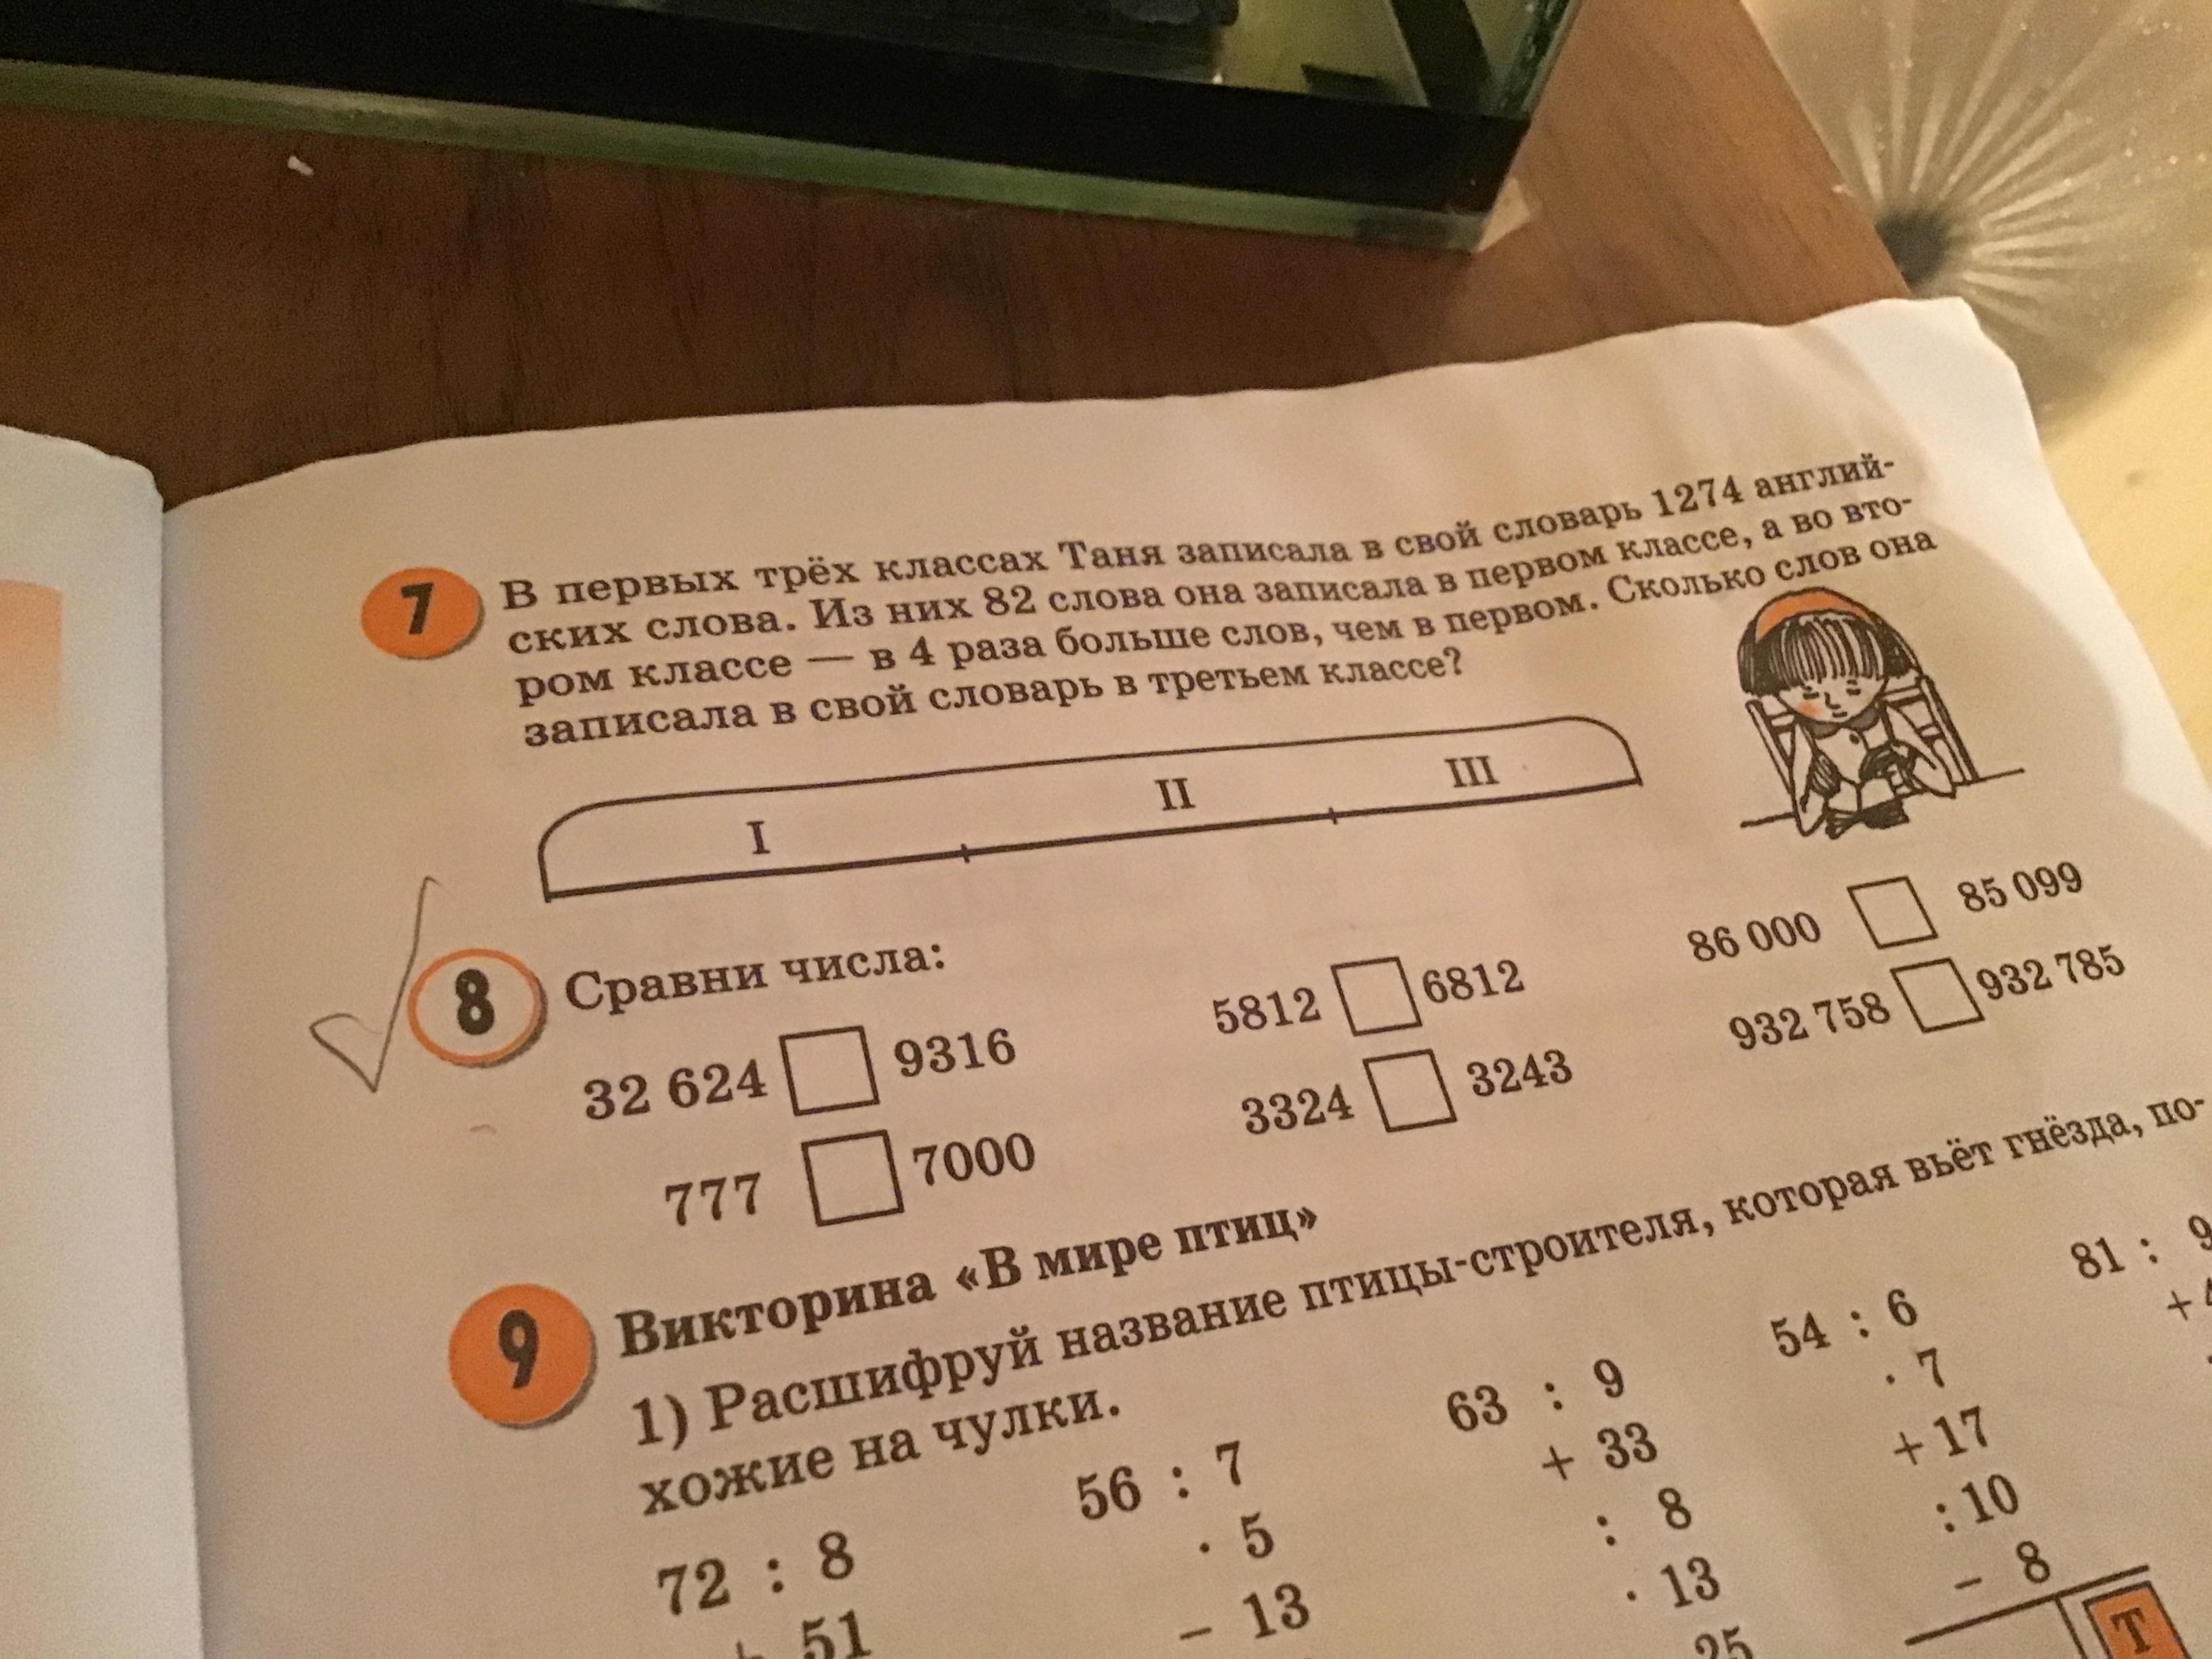 7 В первых трёх классах Таня записала в свой словарь 1274 англий-
ских слова. Из них 82 слова она записала в первом классе, а во вто-
ром классе — в 4 раза больше слов, чем в первом. Сколько слов она
записала в свой словарь в третьем классе?
I II III
8 Сравни числа:
32 624 □ 9316 5812 □ 6812 86 000 □ 85 099
777 □ 7000 3324 □ 3243 932 758 □ 932 785
9 Викторина «В мире птиц»
1) Расшифруй название птицы-строителя, которая вьёт гнёзда, по-
хожие на чулки.
72 : 8 56 : 7 63 : 9 54 : 6 81 : 9
+ 51 · 5 + 33 · 7 +
− 13 : 8 + 17
· 13 : 10
25 − 8
Т